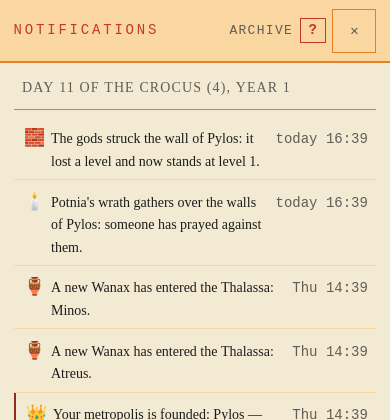 NOTIFICATIONS ARCHIVE ? ×
DAY 11 OF THE CROCUS (4), YEAR 1
The gods struck the wall of Pylos: it today 16:39
lost a level and now stands at level 1.
Potnia's wrath gathers over the walls today 16:39
of Pylos: someone has prayed against
them.
A new Wanax has entered the Thalassa: Thu 14:39
Minos.
A new Wanax has entered the Thalassa: Thu 14:39
Atreus.
Your metropolis is founded: Pylos — Thu 14:39